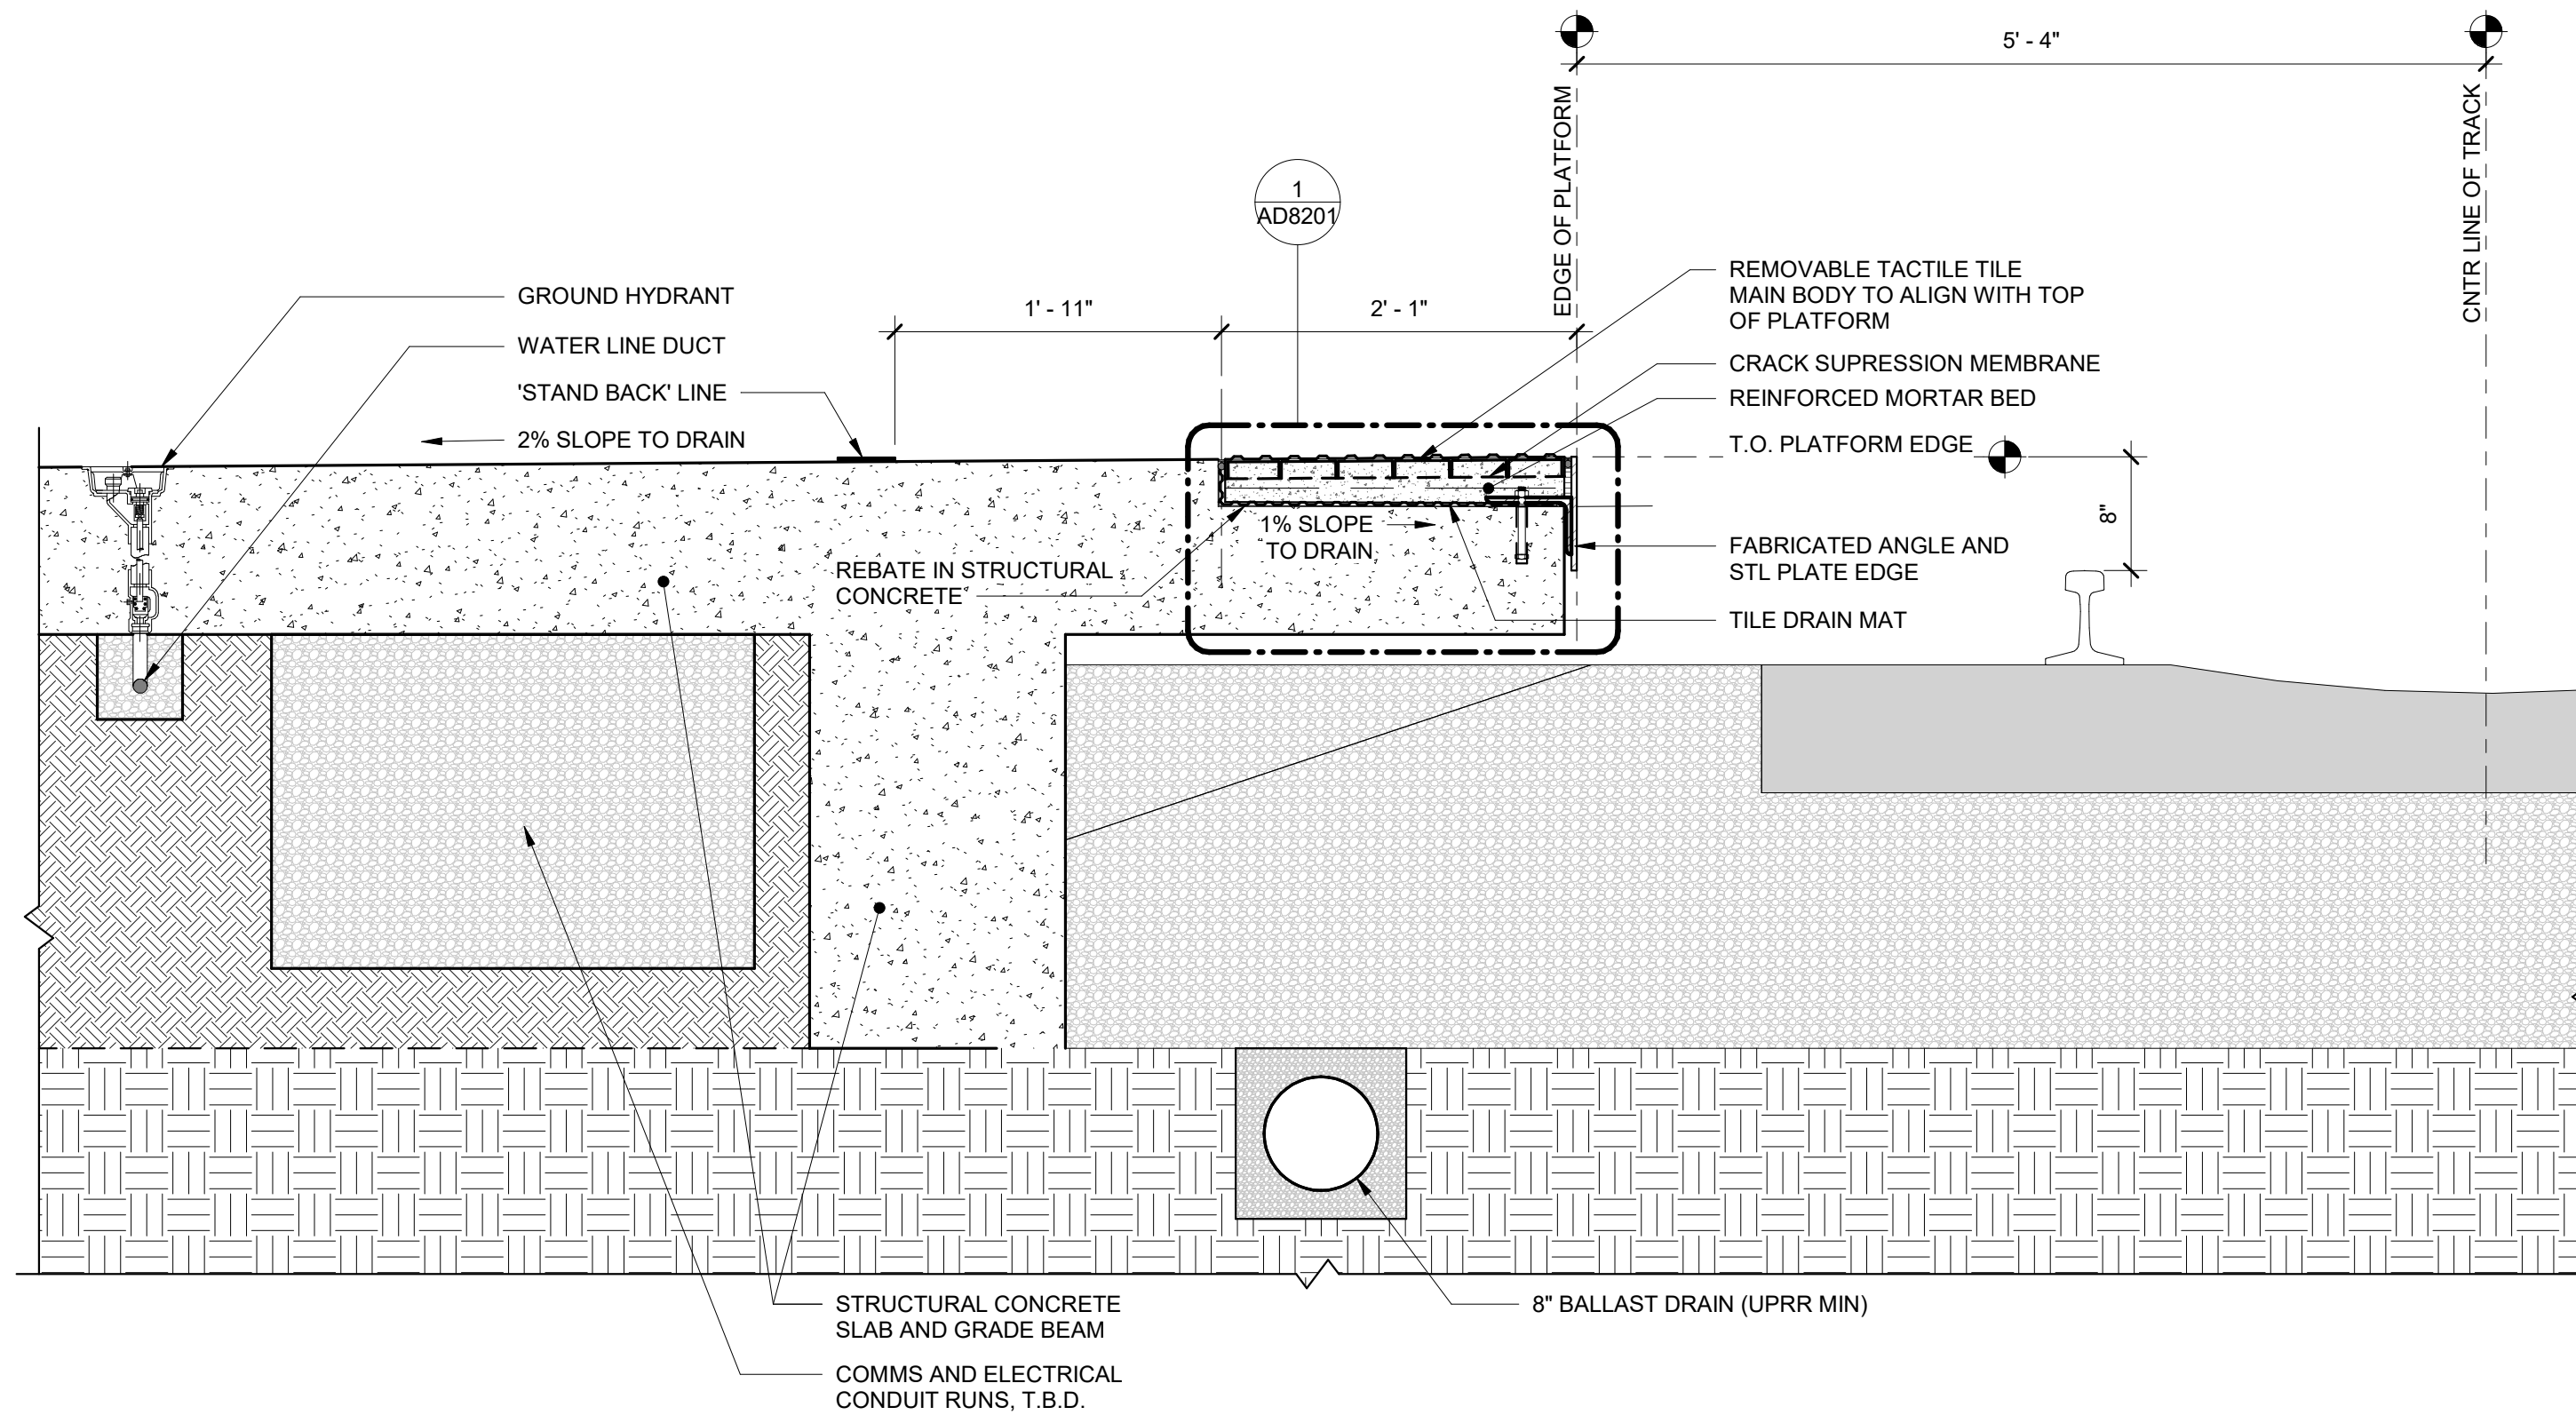 5' - 4"
EDGE OF PLATFORM
CNTR LINE OF TRACK
1
AD8201
GROUND HYDRANT
WATER LINE DUCT
'STAND BACK' LINE
2% SLOPE TO DRAIN
1' - 11"
2' - 1"
REMOVABLE TACTILE TILE
MAIN BODY TO ALIGN WITH TOP
OF PLATFORM
CRACK SUPRESSION MEMBRANE
REINFORCED MORTAR BED
T.O. PLATFORM EDGE
8"
1% SLOPE
TO DRAIN
REBATE IN STRUCTURAL
CONCRETE
FABRICATED ANGLE AND
STL PLATE EDGE
TILE DRAIN MAT
STRUCTURAL CONCRETE
SLAB AND GRADE BEAM
COMMS AND ELECTRICAL
CONDUIT RUNS, T.B.D.
8" BALLAST DRAIN (UPRR MIN)